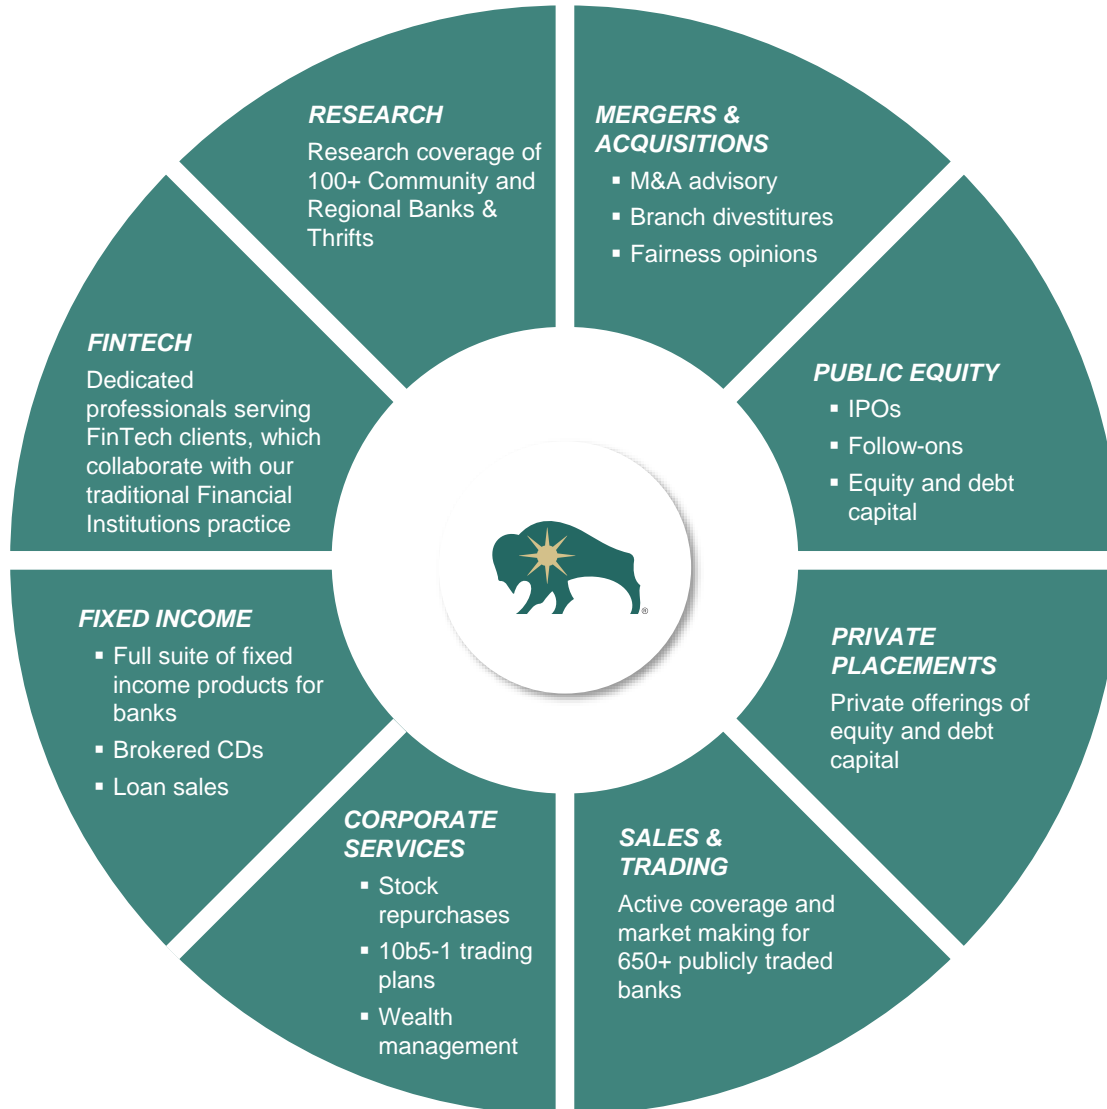 RESEARCH
Research coverage of
100+ Community and
Regional Banks &
Thrifts
MERGERS &
ACQUISITIONS
▪ M&A advisory
▪ Branch divestitures
▪ Fairness opinions
PUBLIC EQUITY
▪ IPOs
▪ Follow-ons
▪ Equity and debt
capital
PRIVATE
PLACEMENTS
Private offerings of
equity and debt
capital
SALES &
TRADING
Active coverage and
market making for
650+ publicly traded
banks
CORPORATE
SERVICES
▪ Stock
repurchases
▪ 10b5-1 trading
plans
▪ Wealth
management
FIXED INCOME
▪ Full suite of fixed
income products for
banks
▪ Brokered CDs
▪ Loan sales
FINTECH
Dedicated
professionals serving
FinTech clients, which
collaborate with our
traditional Financial
Institutions practice
®